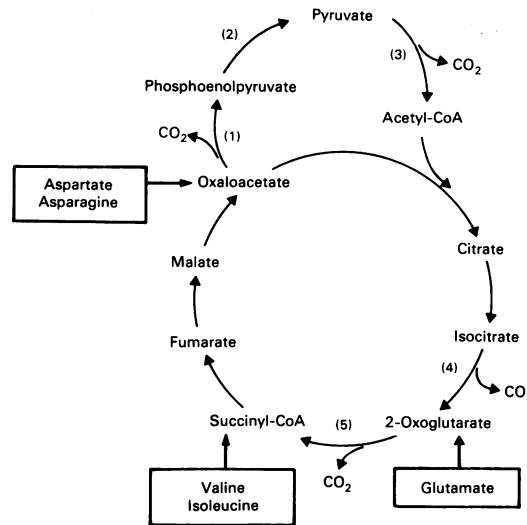 Pyruvate
(2)
(3)
CO2
Phosphoenolpyruvate
Acetyl-CoA
CO2
(1)
Aspartate
Asparagine
Oxaloacetate
Citrate
Malate
Isocitrate
Fumarate
(4)
CO
Succinyl-CoA
(5)
2-Oxoglutarate
CO2
Valine
Isoleucine
Glutamate